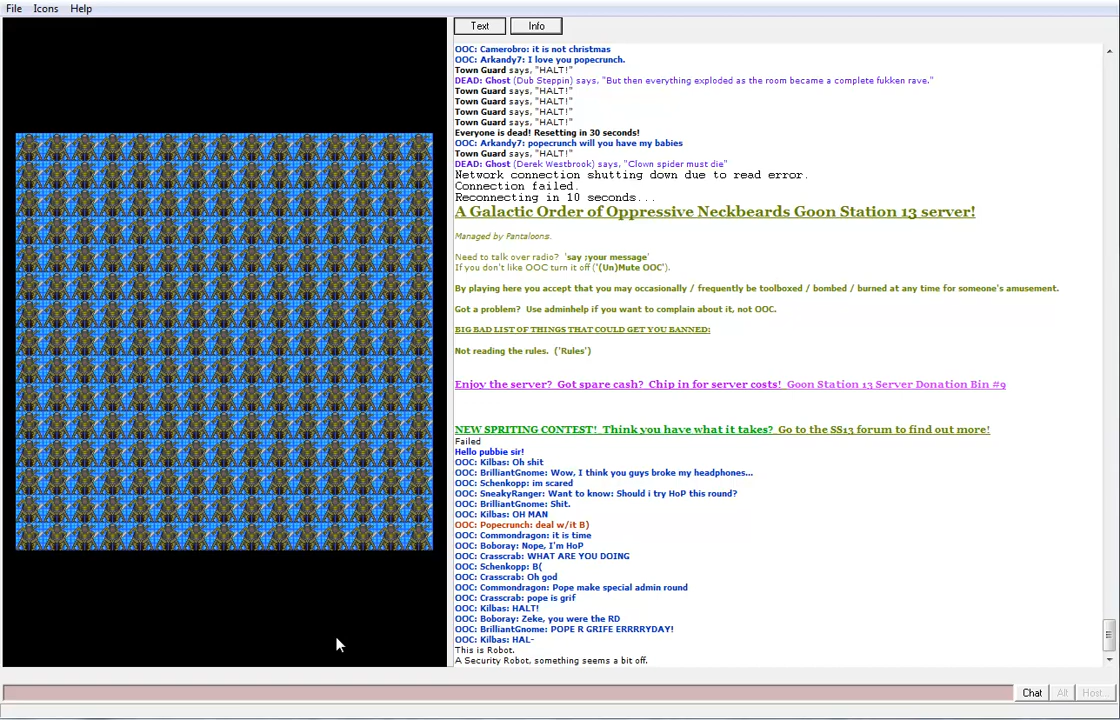 File Icons Help
Text Info
OOC: Camerobro: it is not christmas
OOC: Arkandy7: I love you popecrunch.
Town Guard says, "HALT!"
DEAD: Ghost (Dub Steppin) says, "But then everything exploded as the room became a complete fukken rave."
Town Guard says, "HALT!"
Town Guard says, "HALT!"
Town Guard says, "HALT!"
Town Guard says, "HALT!"
Everyone is dead! Resetting in 30 seconds!
OOC: Arkandy7: popecrunch will you have my babies
Town Guard says, "HALT!"
DEAD: Ghost (Derek Westbrook) says, "Clown spider must die"
Network connection shutting down due to read error.
Connection failed.
Reconnecting in 10 seconds...
A Galactic Order of Oppressive Neckbeards Goon Station 13 server!
Managed by Pantaloons.
Need to talk over radio? 'say ;your message'
If you don't like OOC turn it off ('(Un)Mute OOC').
By playing here you accept that you may occasionally / frequently be toolboxed / bombed / burned at any time for someone's amusement.
Got a problem? Use adminhelp if you want to complain about it, not OOC.
BIG BAD LIST OF THINGS THAT COULD GET YOU BANNED:
Not reading the rules. ('Rules')
Enjoy the server? Got spare cash? Chip in for server costs! Goon Station 13 Server Donation Bin #9
NEW SPRITING CONTEST! Think you have what it takes? Go to the SS13 forum to find out more!
Failed
Hello pubbie sir!
OOC: Kilbas: Oh shit
OOC: BrilliantGnome: Wow, I think you guys broke my headphones...
OOC: Schenkopp: im scared
OOC: SneakyRanger: Want to know: Should i try HoP this round?
OOC: BrilliantGnome: Shit.
OOC: Kilbas: OH MAN
OOC: Popecrunch: deal w/it B)
OOC: Commondragon: it is time
OOC: Boboray: Nope, I'm HoP
OOC: Crasscrab: WHAT ARE YOU DOING
OOC: Schenkopp: B(
OOC: Crasscrab: Oh god
OOC: Commondragon: Pope make special admin round
OOC: Crasscrab: pope is grif
OOC: Kilbas: HALT!
OOC: Boboray: Zeke, you were the RD
OOC: BrilliantGnome: POPE R GRIFE ERRRRYDAY!
OOC: Kilbas: HAL-
This is Robot.
A Security Robot, something seems a bit off.
Chat Alt Host...